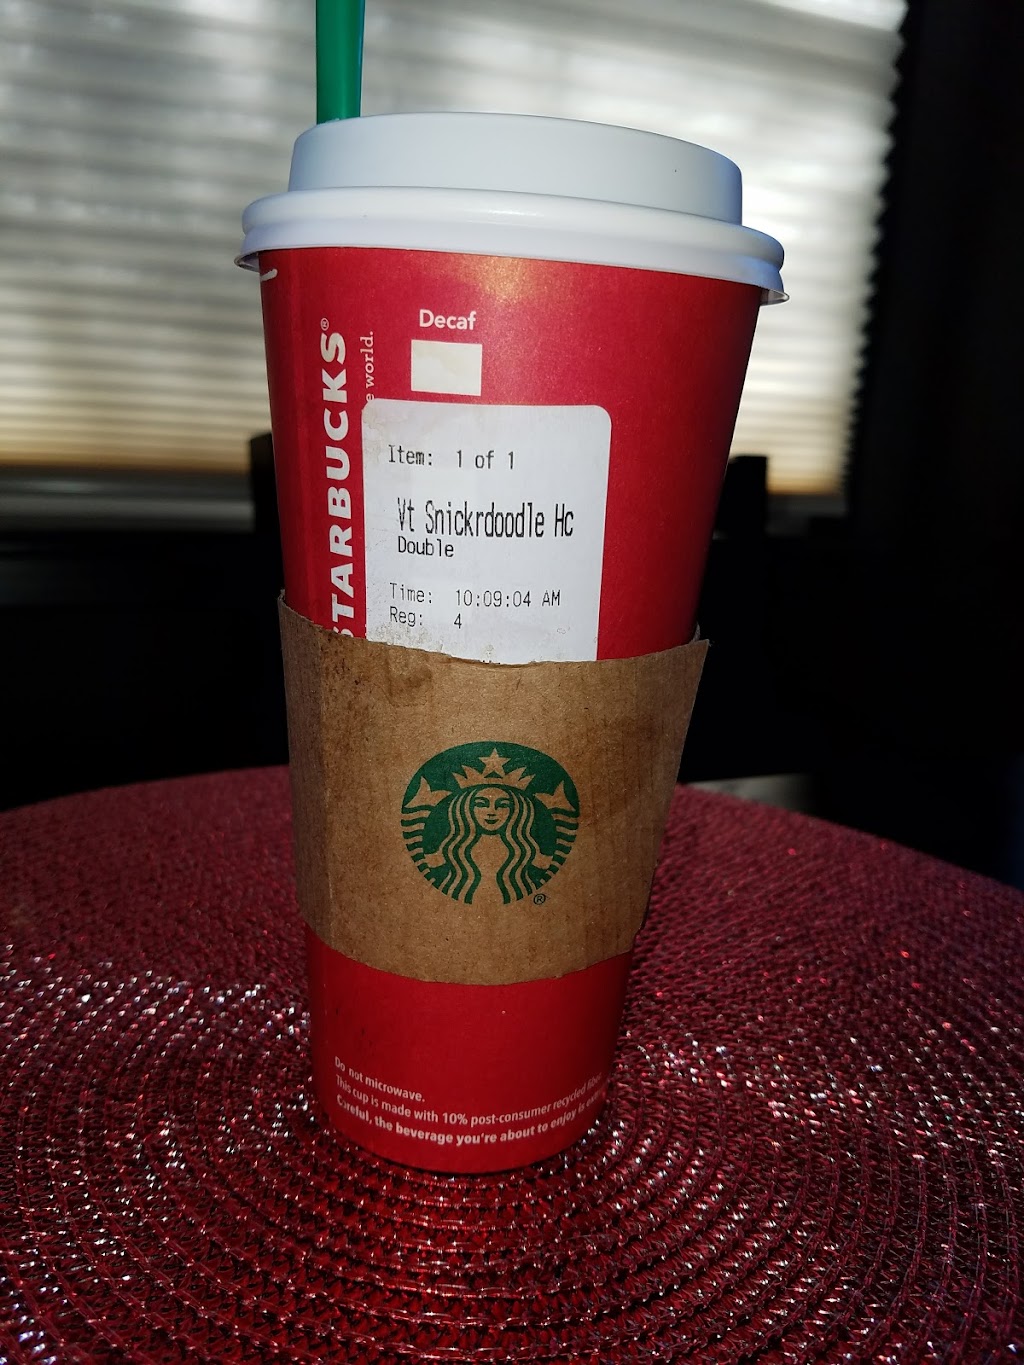 Decaf
STARBUCKS®
e world.
Item: 1 of 1
Vt Snickrdoodle Hc
Double
Time: 10:09:04 AM
Reg: 4
®
Do not microwave.
This cup is made with 10% post-consumer recycled fiber.
Careful, the beverage you're about to enjoy is